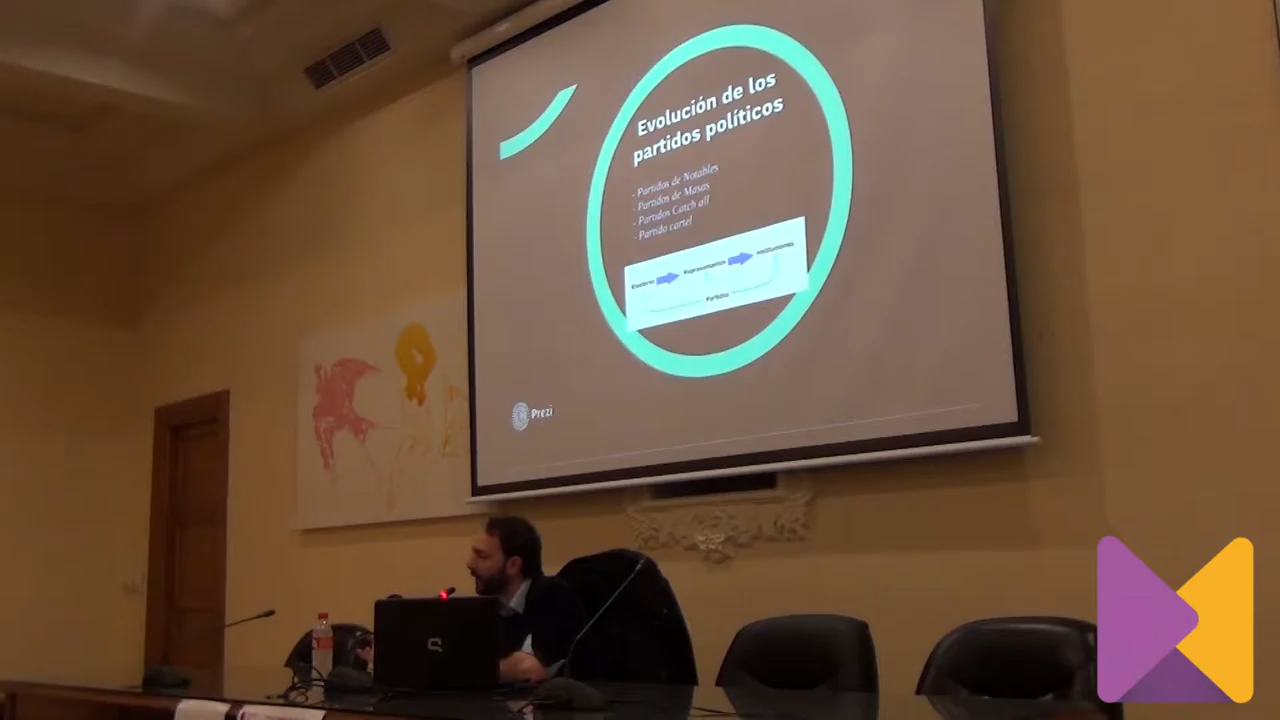 Evolución de los
partidos políticos
- Partidos de Notables
- Partidos de Masas
- Partidos Catch all
- Partido cartel
Electores Representantes Instituciones
Partidos
Prezi